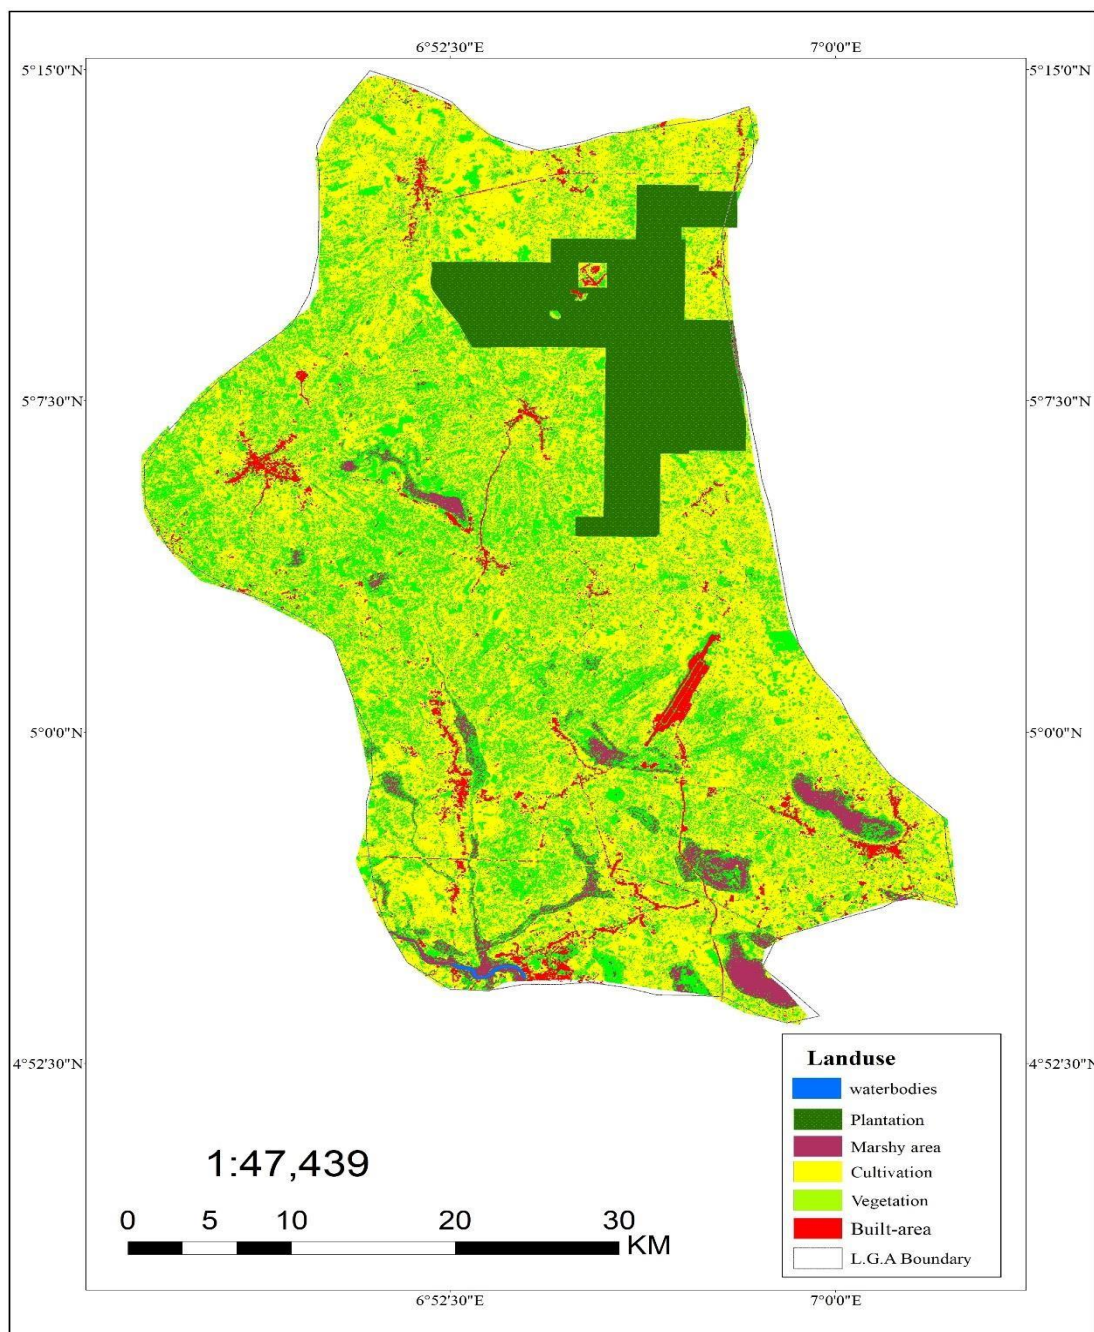 6°52'30"E 7°0'0"E
5°15'0"N 5°15'0"N
5°7'30"N 5°7'30"N
5°0'0"N 5°0'0"N
4°52'30"N 4°52'30"N
Landuse
waterbodies
Plantation
Marshy area
Cultivation
Vegetation
Built-area
L.G.A Boundary
1:47,439
0 5 10 20 30
KM
6°52'30"E 7°0'0"E